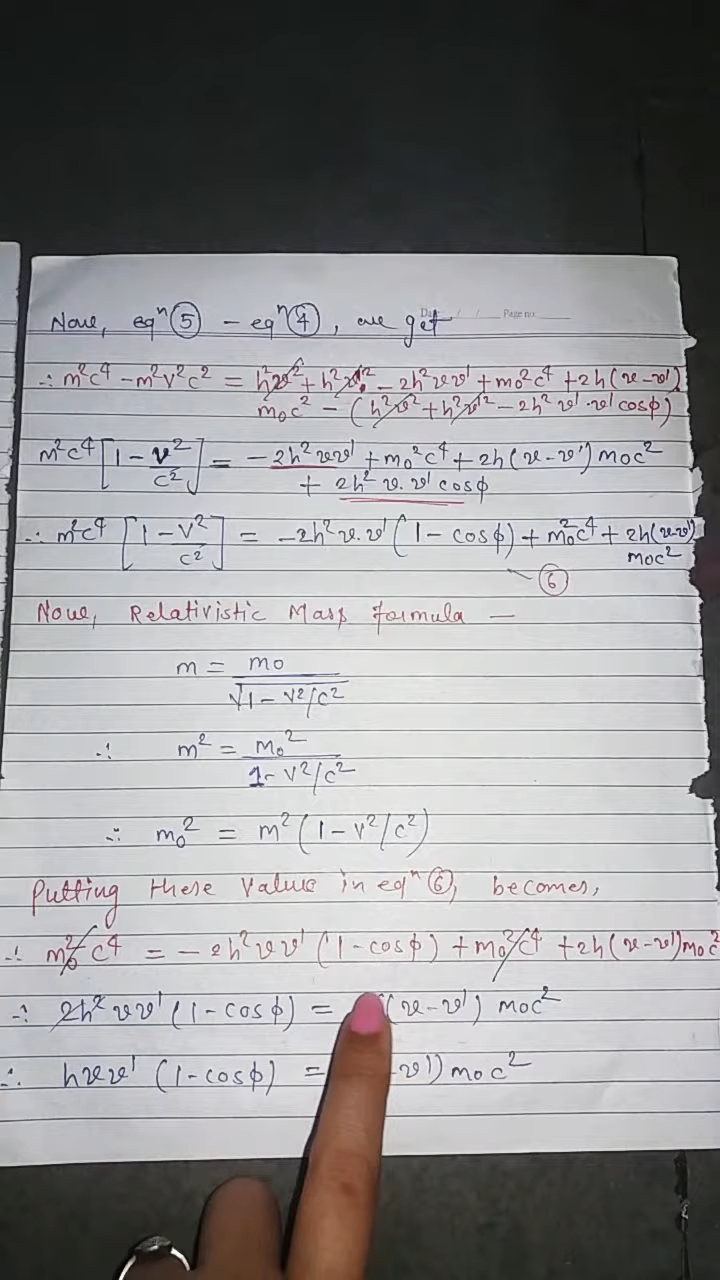 Now, eqⁿ ⑤ - eqⁿ ④, we get
Page no:
∴ m²c⁴ - m²v²c² = h²ν² + h²ν'² - 2h²νν' + m₀²c⁴ + 2h(ν-ν')
m₀c² - (h²ν² + h²ν'² - 2h²ν'·ν' cosϕ)
m²c⁴ [1 - v²/c²] = -2h²νν' + m₀²c⁴ + 2h(ν-ν') m₀c²
+ 2h² ν·ν' cosϕ
∴ m²c⁴ [1 - v²/c²] = -2h²ν·ν' (1 - cosϕ) + m₀²c⁴ + 2h(ν-ν')
m₀c²
⑥
Now, Relativistic Mass formula —
m = m₀/√1 - v²/c²
∴ m² = m₀²/1 - v²/c²
∴ m₀² = m² (1 - v²/c²)
Putting these value in eqⁿ ⑥, becomes,
∴ m₀²c⁴ = -2h²νν' (1 - cosϕ) + m₀²c⁴ + 2h(ν-ν')m₀c²
∴ 2h²νν' (1 - cosϕ) = (ν-ν') m₀c²
∴ hνν' (1 - cosϕ) = -ν') m₀c²